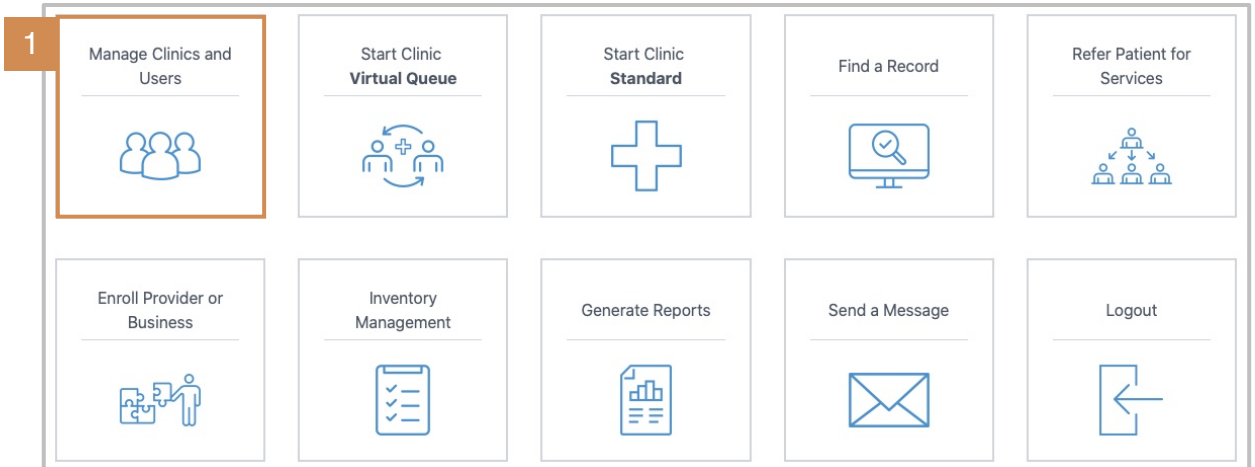 1
Manage Clinics and
Users
Start Clinic
Virtual Queue
Start Clinic
Standard
Find a Record
Refer Patient for
Services
Enroll Provider or
Business
Inventory
Management
Generate Reports
Send a Message
Logout